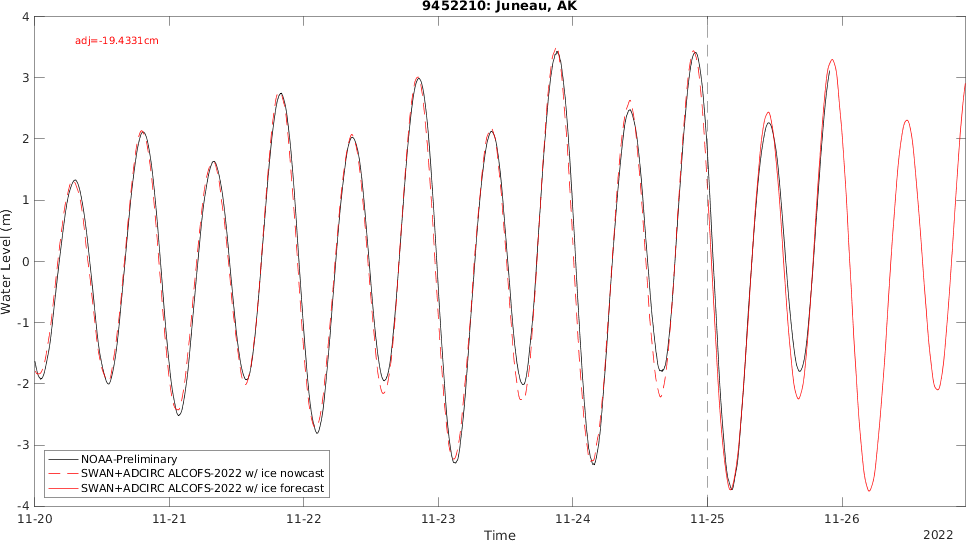 9452210: Juneau, AK
adj=-19.4331cm
4
3
2
1
0
-1
-2
-3
-4
Water Level (m)
NOAA-Preliminary
SWAN+ADCIRC ALCOFS-2022 w/ ice nowcast
SWAN+ADCIRC ALCOFS-2022 w/ ice forecast
11-20 11-21 11-22 11-23 11-24 11-25 11-26
Time
2022